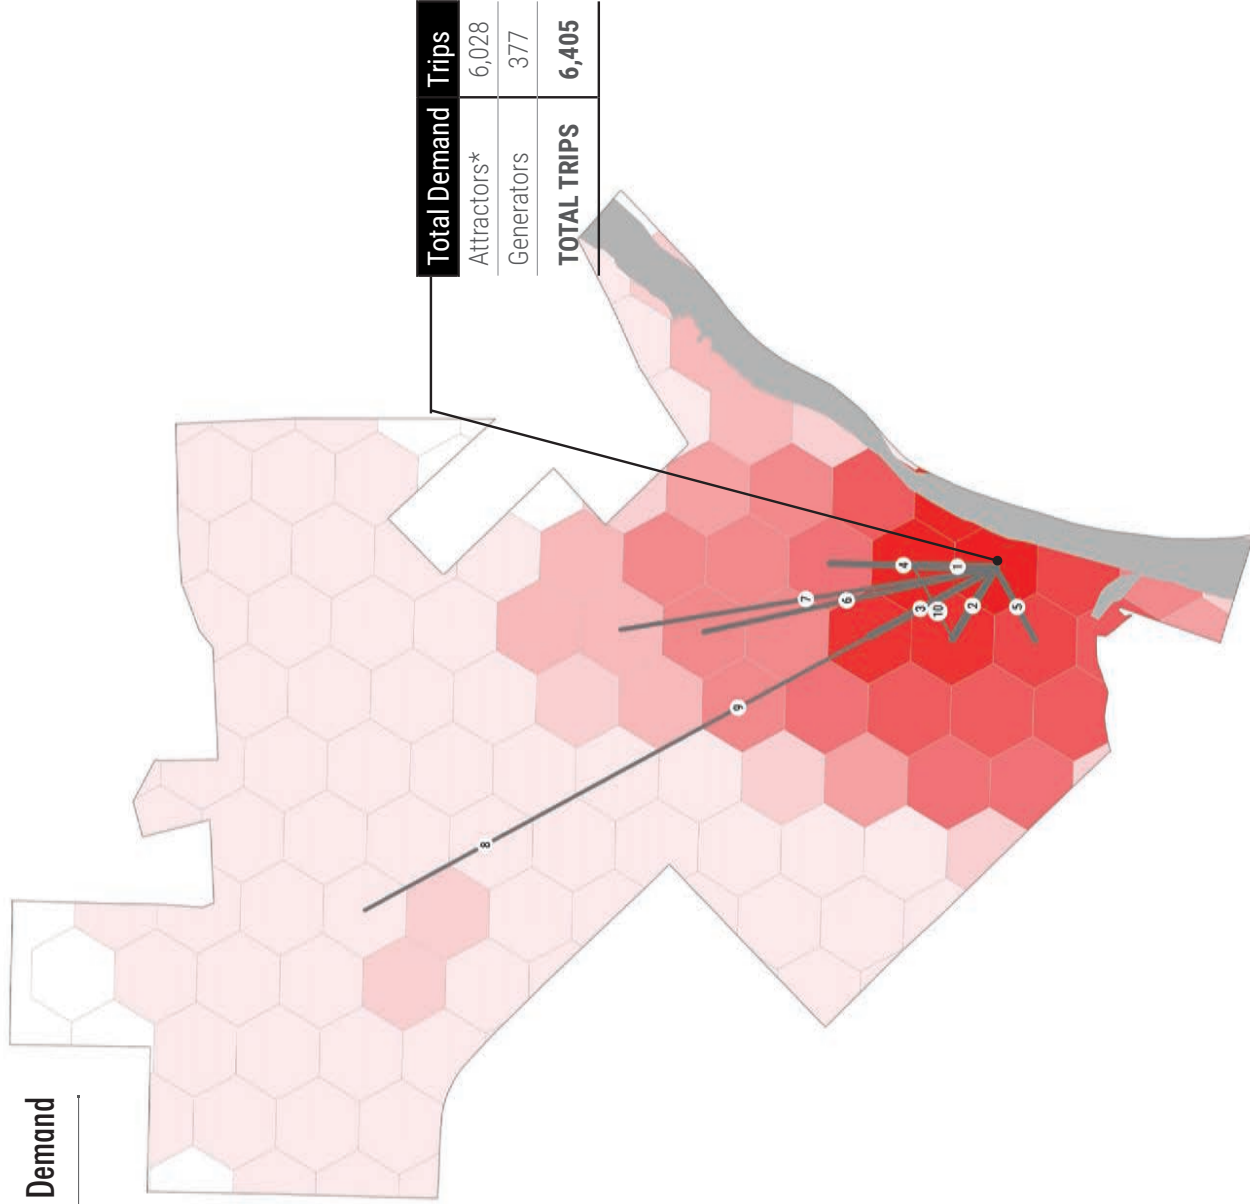 Demand
Total Demand Trips
Attractors* 6,028
Generators 377
TOTAL TRIPS 6,405
8
9
7
6
4
1
3
10
2
5